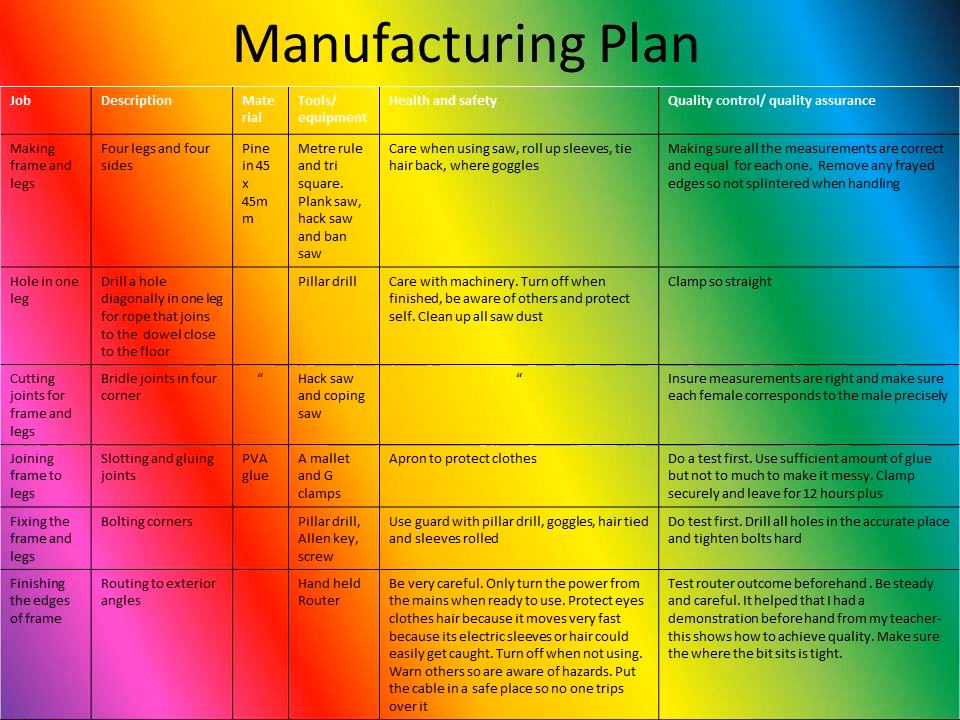 Manufacturing Plan
Job
Description
Mate
rial
Tools/
equipment
Health and safety
Quality control/ quality assurance
Making
frame and
legs
Four legs and four
sides
Pine
in 45
x
45m
m
Metre rule
and tri
square.
Plank saw,
hack saw
and ban
saw
Care when using saw, roll up sleeves, tie
hair back, where goggles
Making sure all the measurements are correct
and equal for each one. Remove any frayed
edges so not splintered when handling
Hole in one
leg
Drill a hole
diagonally in one leg
for rope that joins
to the dowel close
to the floor
Pillar drill
Care with machinery. Turn off when
finished, be aware of others and protect
self. Clean up all saw dust
Clamp so straight
Cutting
joints for
frame and
legs
Bridle joints in four
corner
“
Hack saw
and coping
saw
“
Insure measurements are right and make sure
each female corresponds to the male precisely
Joining
frame to
legs
Slotting and gluing
joints
PVA
glue
A mallet
and G
clamps
Apron to protect clothes
Do a test first. Use sufficient amount of glue
but not to much to make it messy. Clamp
securely and leave for 12 hours plus
Fixing the
frame and
legs
Bolting corners
Pillar drill,
Allen key,
screw
Use guard with pillar drill, goggles, hair tied
and sleeves rolled
Do test first. Drill all holes in the accurate place
and tighten bolts hard
Finishing
the edges
of frame
Routing to exterior
angles
Hand held
Router
Be very careful. Only turn the power from
the mains when ready to use. Protect eyes
clothes hair because it moves very fast
because its electric sleeves or hair could
easily get caught. Turn off when not using.
Warn others so are aware of hazards. Put
the cable in a safe place so no one trips
over it
Test router outcome beforehand . Be steady
and careful. It helped that I had a
demonstration before hand from my teacher-
this shows how to achieve quality. Make sure
the where the bit sits is tight.